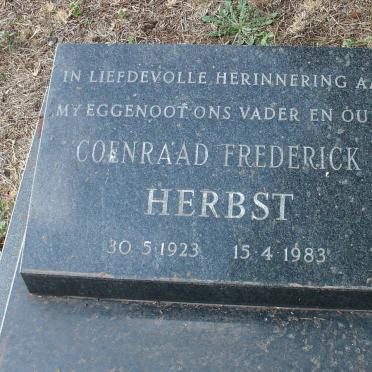 IN LIEFDEVOLLE HERINNERING
MY EGGENOOT ONS VADER EN
COENRAAD FREDERICK
HERBST
30 5 1923 15 4 1983